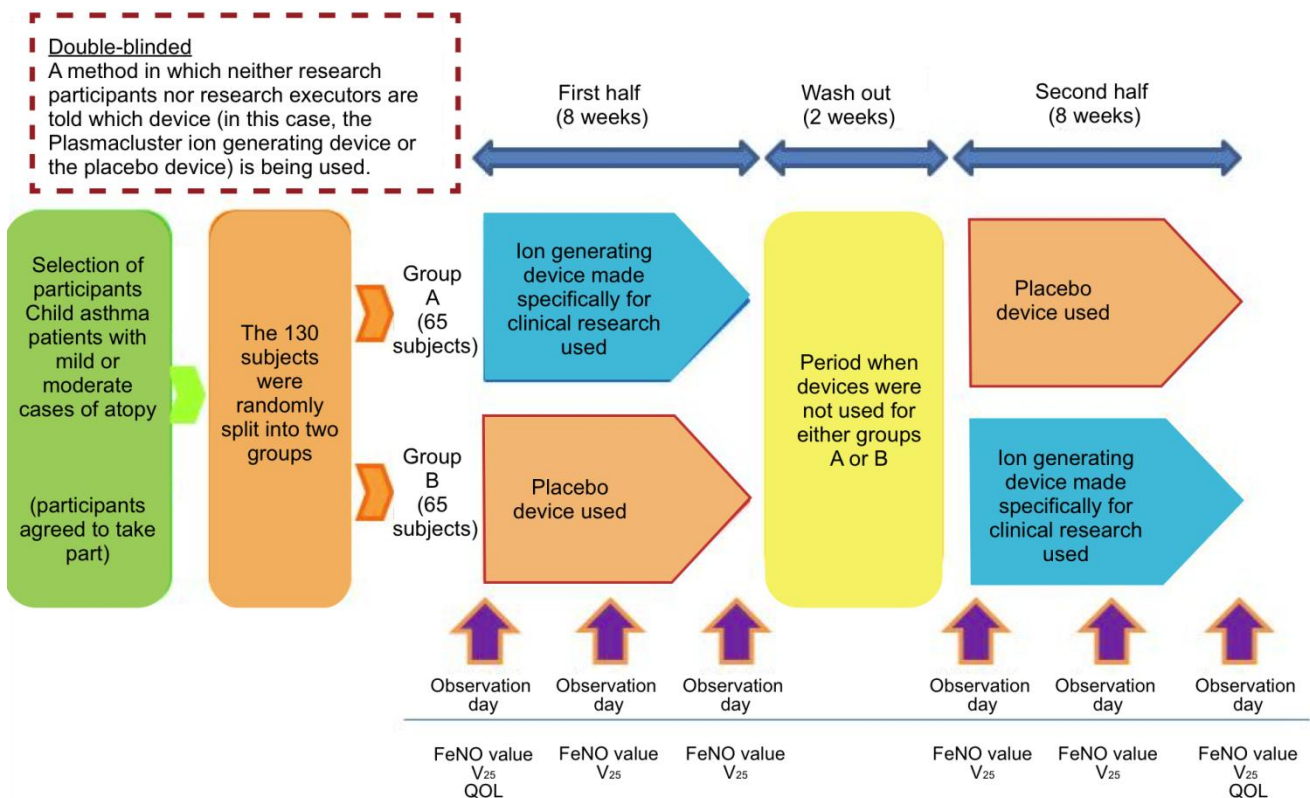 Double-blinded
A method in which neither research
participants nor research executors are
told which device (in this case, the
Plasmacluster ion generating device or
the placebo device) is being used.
First half
(8 weeks)
Wash out
(2 weeks)
Second half
(8 weeks)
Selection of
participants
Child asthma
patients with
mild or
moderate
cases of atopy
(participants
agreed to take
part)
The 130
subjects
were
randomly
split into two
groups
Group
A
(65
subjects)
Ion generating
device made
specifically for
clinical research
used
Group
B
(65
subjects)
Placebo
device used
Period when
devices were
not used for
either groups
A or B
Placebo
device used
Ion generating
device made
specifically for
clinical research
used
Observation
day
Observation
day
Observation
day
Observation
day
Observation
day
Observation
day
FeNO value
V25
QOL
FeNO value
V25
FeNO value
V25
FeNO value
V25
FeNO value
V25
FeNO value
V25
QOL